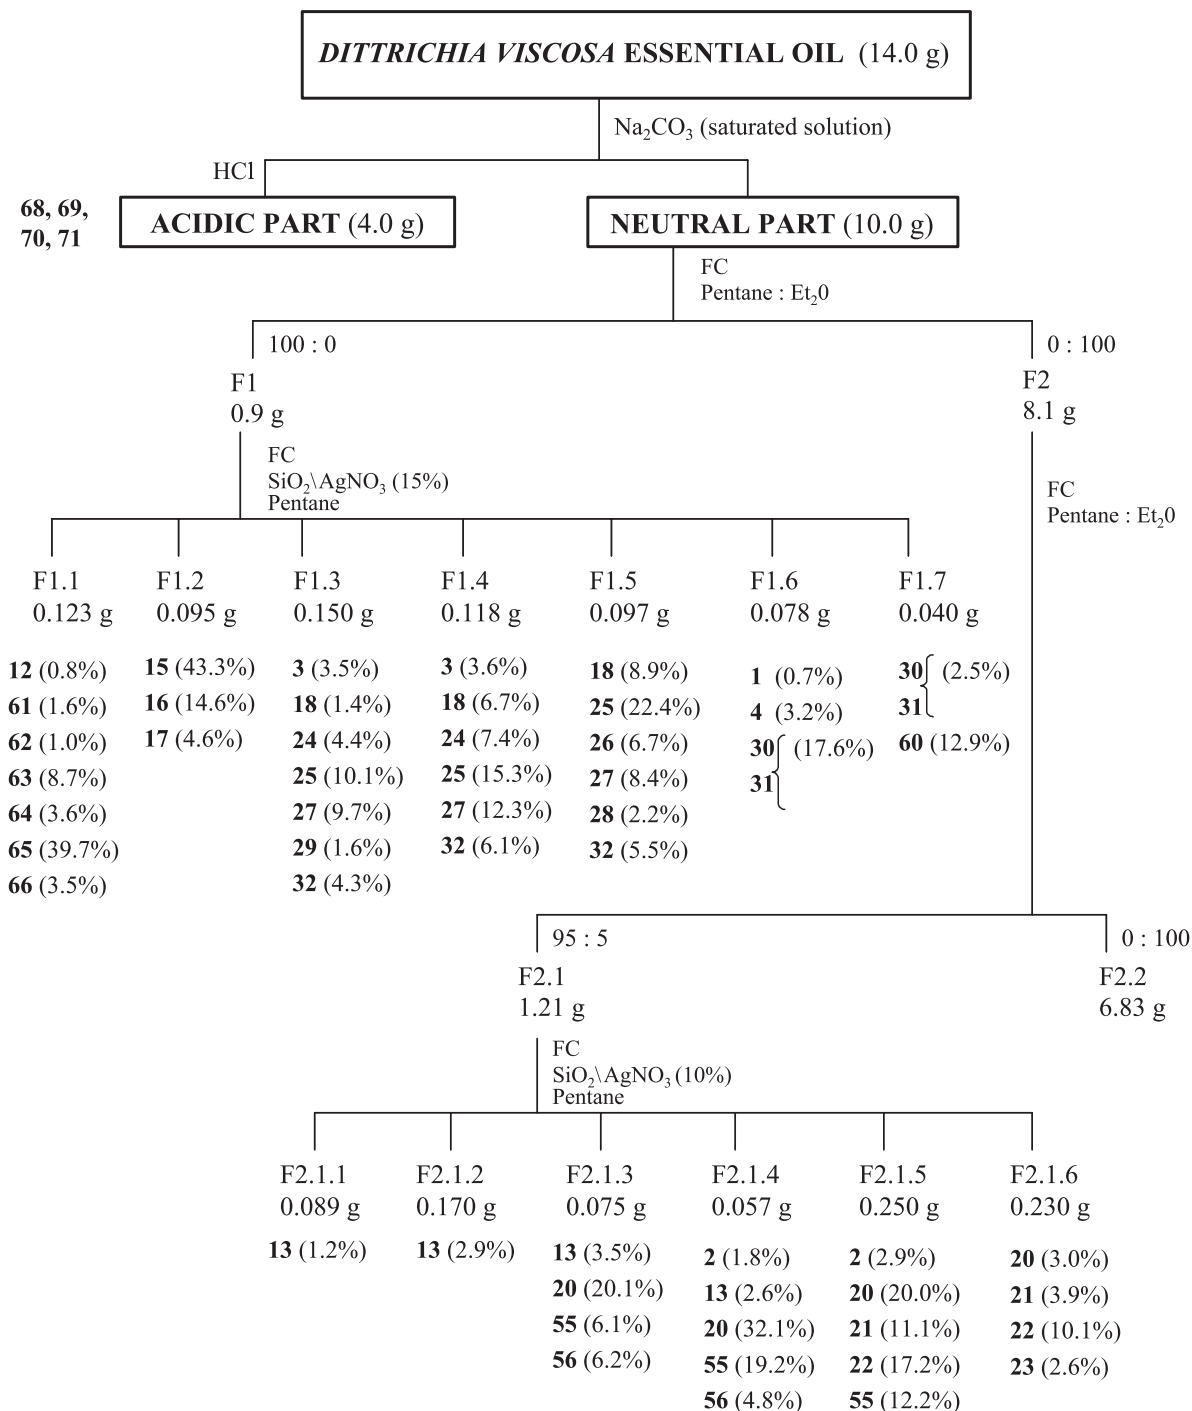 DITTRICHIA VISCOSA ESSENTIAL OIL (14.0 g)
Na2CO3 (saturated solution)
HCl
68, 69,
70, 71
ACIDIC PART (4.0 g)
NEUTRAL PART (10.0 g)
FC
Pentane : Et20
100 : 0
0 : 100
F1
0.9 g
F2
8.1 g
FC
SiO2\AgNO3 (15%)
Pentane
FC
Pentane : Et20
F1.1
0.123 g
12 (0.8%)
61 (1.6%)
62 (1.0%)
63 (8.7%)
64 (3.6%)
65 (39.7%)
66 (3.5%)
F1.2
0.095 g
15 (43.3%)
16 (14.6%)
17 (4.6%)
F1.3
0.150 g
3 (3.5%)
18 (1.4%)
24 (4.4%)
25 (10.1%)
27 (9.7%)
29 (1.6%)
32 (4.3%)
F1.4
0.118 g
3 (3.6%)
18 (6.7%)
24 (7.4%)
25 (15.3%)
27 (12.3%)
32 (6.1%)
F1.5
0.097 g
18 (8.9%)
25 (22.4%)
26 (6.7%)
27 (8.4%)
28 (2.2%)
32 (5.5%)
F1.6
0.078 g
1 (0.7%)
4 (3.2%)
30 (17.6%)
31
F1.7
0.040 g
30 (2.5%)
31
60 (12.9%)
95 : 5
0 : 100
F2.1
1.21 g
F2.2
6.83 g
FC
SiO2\AgNO3 (10%)
Pentane
F2.1.1
0.089 g
13 (1.2%)
F2.1.2
0.170 g
13 (2.9%)
F2.1.3
0.075 g
13 (3.5%)
20 (20.1%)
55 (6.1%)
56 (6.2%)
F2.1.4
0.057 g
2 (1.8%)
13 (2.6%)
20 (32.1%)
55 (19.2%)
56 (4.8%)
F2.1.5
0.250 g
2 (2.9%)
20 (20.0%)
21 (11.1%)
22 (17.2%)
55 (12.2%)
F2.1.6
0.230 g
20 (3.0%)
21 (3.9%)
22 (10.1%)
23 (2.6%)